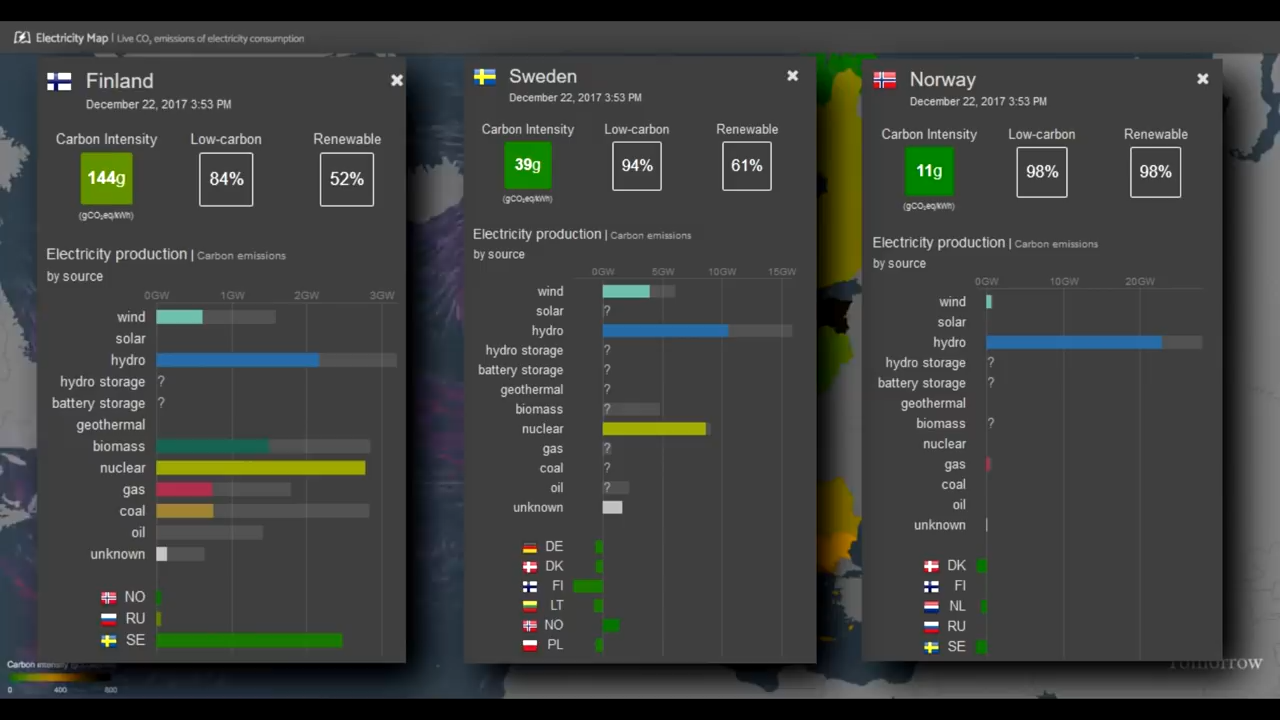 Electricity Map | Live CO₂ emissions of electricity consumption
Finland
December 22, 2017 3:53 PM
Carbon Intensity Low-carbon Renewable
144g 84% 52%
(gCO₂eq/kWh)
Electricity production | Carbon emissions
by source
0GW 1GW 2GW 3GW
wind
solar
hydro
hydro storage ?
battery storage ?
geothermal
biomass
nuclear
gas
coal
oil
unknown
NO
RU
SE
Sweden
December 22, 2017 3:53 PM
Carbon Intensity Low-carbon Renewable
39g 94% 61%
(gCO₂eq/kWh)
Electricity production | Carbon emissions
by source
0GW 5GW 10GW 15GW
wind
solar ?
hydro
hydro storage ?
battery storage ?
geothermal ?
biomass ?
nuclear
gas ?
coal ?
oil ?
unknown
DE
DK
FI
LT
NO
PL
Norway
December 22, 2017 3:53 PM
Carbon Intensity Low-carbon Renewable
11g 98% 98%
(gCO₂eq/kWh)
Electricity production | Carbon emissions
by source
0GW 10GW 20GW
wind
solar
hydro
hydro storage ?
battery storage ?
geothermal
biomass ?
nuclear
gas
coal
oil
unknown
DK
FI
NL
RU
SE
Carbon intensity
0 400 800
Tomorrow